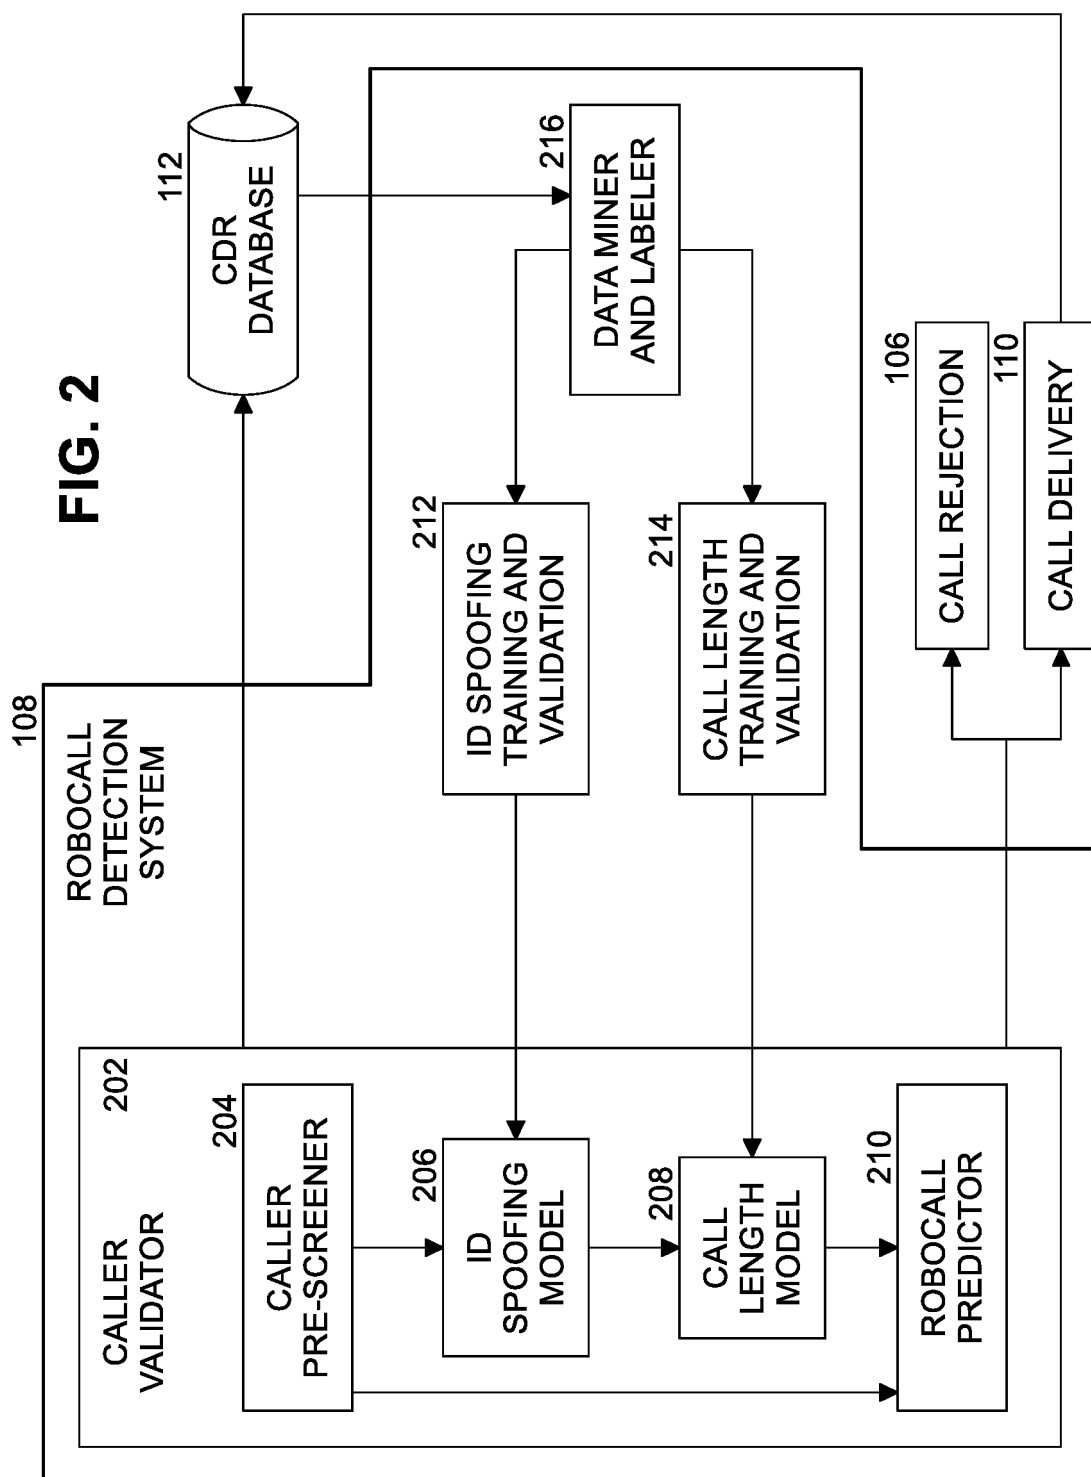 FIG. 2
108
ROBOCALL
DETECTION
SYSTEM
CALLER
VALIDATOR
202
204
CALLER
PRE-SCREENER
206
ID
SPOOFING
MODEL
208
CALL
LENGTH
MODEL
210
ROBOCALL
PREDICTOR
212
ID SPOOFING
TRAINING AND
VALIDATION
214
CALL LENGTH
TRAINING AND
VALIDATION
112
CDR
DATABASE
216
DATA MINER
AND LABELER
106
CALL REJECTION
110
CALL DELIVERY